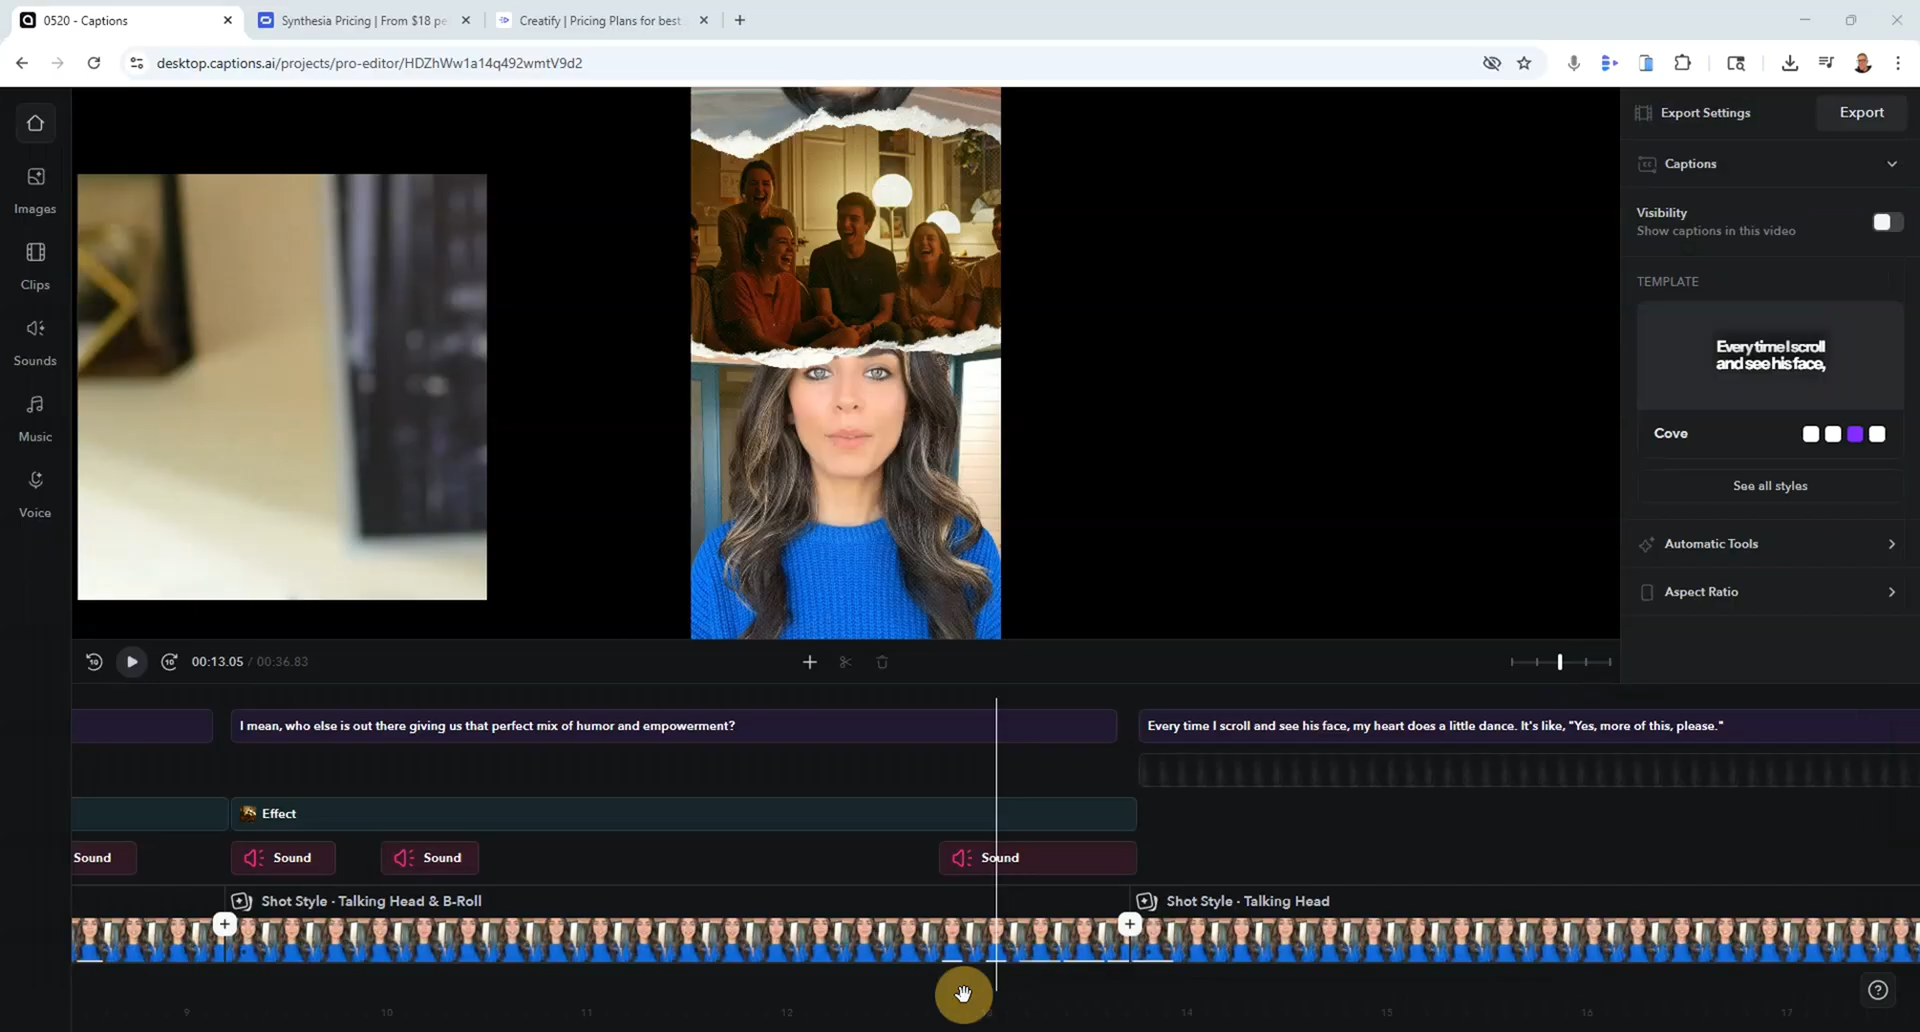 0520 - Captions
Synthesia Pricing | From $18 pe
Creatify | Pricing Plans for best
desktop.captions.ai/projects/pro-editor/HDZhWw1a14q492wmtV9d2
Images
Clips
Sounds
Music
Voice
Export Settings
Export
Captions
Visibility
Show captions in this video
TEMPLATE
Every time I scroll
and see his face,
Cove
See all styles
Automatic Tools
Aspect Ratio
10
10
00:13.05 / 00:36.83
I mean, who else is out there giving us that perfect mix of humor and empowerment?
Every time I scroll and see his face, my heart does a little dance. It's like, "Yes, more of this, please."
Effect
Sound
Sound
Sound
Sound
Shot Style · Talking Head & B-Roll
Shot Style · Talking Head
9
10
11
12
13
14
15
16
17